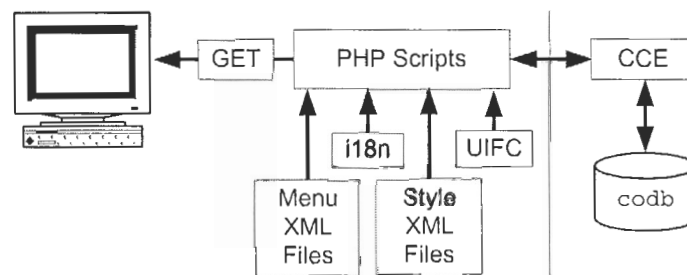 GET
PHP Scripts
CCE
i18n
UIFC
Menu
XML
Files
Style
XML
Files
codb